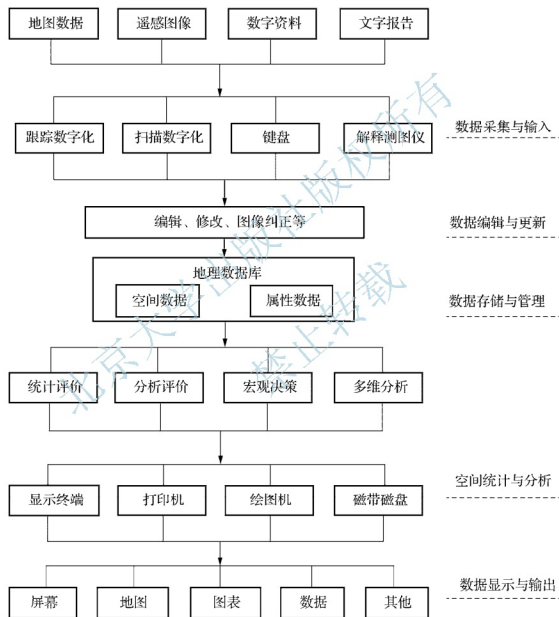 地图数据
遥感图像
数字资料
文字报告
跟踪数字化
扫描数字化
键盘
解释测图仪
数据采集与输入
编辑、修改、图像纠正等
数据编辑与更新
地理数据库
空间数据
属性数据
数据存储与管理
统计评价
分析评价
宏观决策
多维分析
显示终端
打印机
绘图机
磁带磁盘
空间统计与分析
屏幕
地图
图表
数据
其他
数据显示与输出
北京大学出版社版权所有
禁止转载